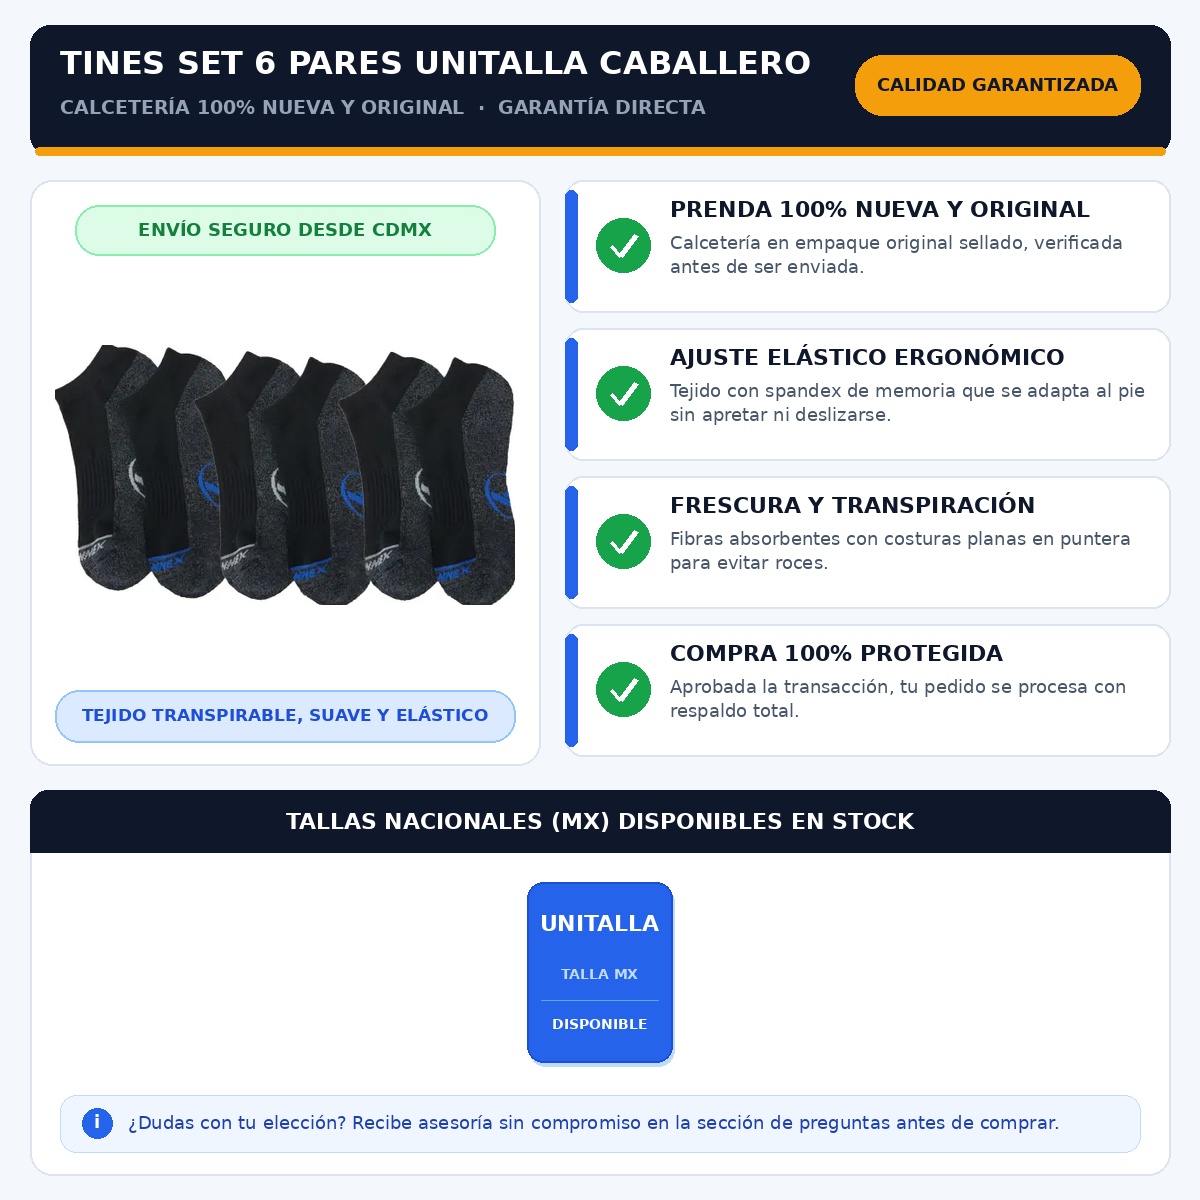 TINES SET 6 PARES UNITALLA CABALLERO
CALCETERÍA 100% NUEVA Y ORIGINAL · GARANTÍA DIRECTA
CALIDAD GARANTIZADA
ENVÍO SEGURO DESDE CDMX
TEJIDO TRANSPIRABLE, SUAVE Y ELÁSTICO
PRENDA 100% NUEVA Y ORIGINAL
Calcetería en empaque original sellado, verificada
antes de ser enviada.
AJUSTE ELÁSTICO ERGONÓMICO
Tejido con spandex de memoria que se adapta al pie
sin apretar ni deslizarse.
FRESCURA Y TRANSPIRACIÓN
Fibras absorbentes con costuras planas en puntera
para evitar roces.
COMPRA 100% PROTEGIDA
Aprobada la transacción, tu pedido se procesa con
respaldo total.
TALLAS NACIONALES (MX) DISPONIBLES EN STOCK
UNITALLA
TALLA MX
DISPONIBLE
i ¿Dudas con tu elección? Recibe asesoría sin compromiso en la sección de preguntas antes de comprar.